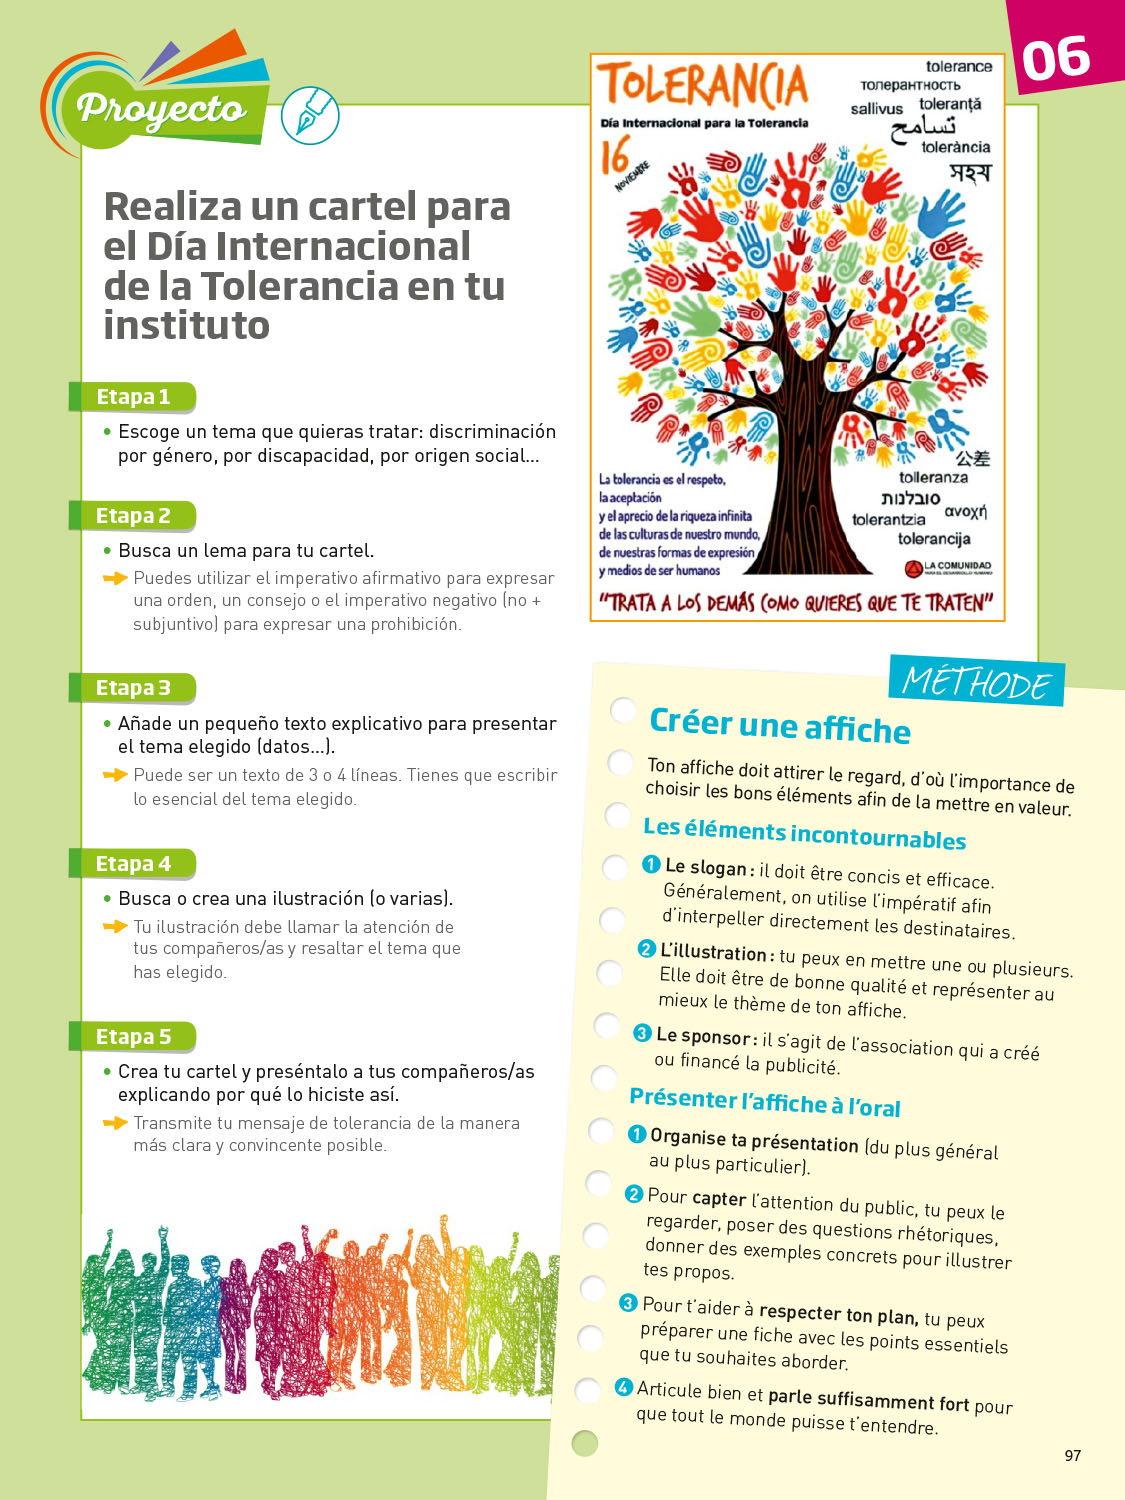 Proyecto
06
Realiza un cartel para
el Día Internacional
de la Tolerancia en tu
instituto
Etapa 1
• Escoge un tema que quieras tratar: discriminación
por género, por discapacidad, por origen social...
Etapa 2
• Busca un lema para tu cartel.
Puedes utilizar el imperativo afirmativo para expresar
una orden, un consejo o el imperativo negativo (no +
subjuntivo) para expresar una prohibición.
Etapa 3
• Añade un pequeño texto explicativo para presentar
el tema elegido (datos...).
Puede ser un texto de 3 o 4 líneas. Tienes que escribir
lo esencial del tema elegido.
Etapa 4
• Busca o crea una ilustración (o varias).
Tu ilustración debe llamar la atención de
tus compañeros/as y resaltar el tema que
has elegido.
Etapa 5
• Crea tu cartel y preséntalo a tus compañeros/as
explicando por qué lo hiciste así.
Transmite tu mensaje de tolerancia de la manera
más clara y convincente posible.
TOLERANCIA
Día Internacional para la Tolerancia
16
NOVIEMBRE
tolerance
толерантность
sallivus toleranță
تسامح
tolerància
সহ্য
公差
tolleranza
סובלנות
ανοχή
tolerantzia
tolerancija
La tolerancia es el respeto,
la aceptación
y el aprecio de la riqueza infinita
de las culturas de nuestro mundo,
de nuestras formas de expresión
y medios de ser humanos
LA COMUNIDAD
PARA EL DESARROLLO HUMANO
"TRATA A LOS DEMÁS COMO QUIERES QUE TE TRATEN"
MÉTHODE
Créer une affiche
Ton affiche doit attirer le regard, d'où l'importance de
choisir les bons éléments afin de la mettre en valeur.
Les éléments incontournables
1 Le slogan : il doit être concis et efficace.
Généralement, on utilise l'impératif afin
d'interpeller directement les destinataires.
2 L'illustration : tu peux en mettre une ou plusieurs.
Elle doit être de bonne qualité et représenter au
mieux le thème de ton affiche.
3 Le sponsor : il s'agit de l'association qui a créé
ou financé la publicité.
Présenter l'affiche à l'oral
1 Organise ta présentation (du plus général
au plus particulier).
2 Pour capter l'attention du public, tu peux le
regarder, poser des questions rhétoriques,
donner des exemples concrets pour illustrer
tes propos.
3 Pour t'aider à respecter ton plan, tu peux
préparer une fiche avec les points essentiels
que tu souhaites aborder.
4 Articule bien et parle suffisamment fort pour
que tout le monde puisse t'entendre.
97